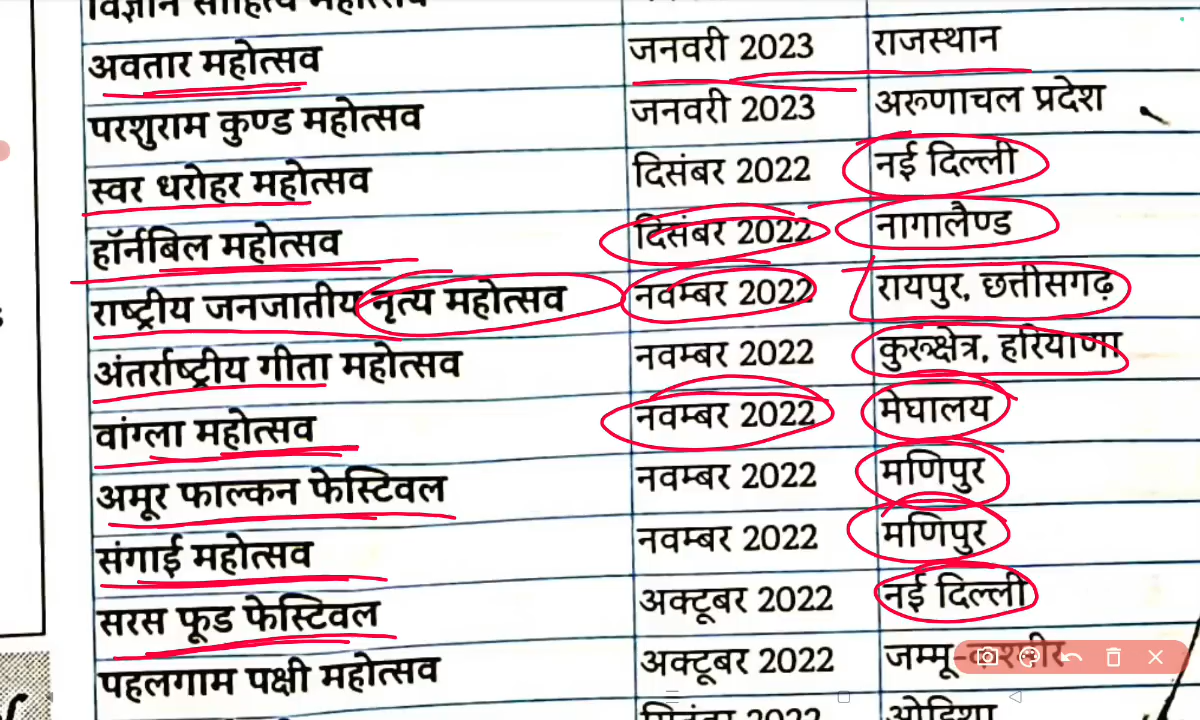 विज्ञान साहित्य महोत्सव
अवतार महोत्सव जनवरी 2023 राजस्थान
परशुराम कुण्ड महोत्सव जनवरी 2023 अरुणाचल प्रदेश
स्वर धरोहर महोत्सव दिसंबर 2022 नई दिल्ली
हॉर्नबिल महोत्सव दिसंबर 2022 नागालैण्ड
राष्ट्रीय जनजातीय नृत्य महोत्सव नवम्बर 2022 रायपुर, छत्तीसगढ़
अंतर्राष्ट्रीय गीता महोत्सव नवम्बर 2022 कुरूक्षेत्र, हरियाणा
वांग्ला महोत्सव नवम्बर 2022 मेघालय
अमूर फाल्कन फेस्टिवल नवम्बर 2022 मणिपुर
संगाई महोत्सव नवम्बर 2022 मणिपुर
सरस फूड फेस्टिवल अक्टूबर 2022 नई दिल्ली
पहलगाम पक्षी महोत्सव अक्टूबर 2022 जम्मू-कश्मीर
सितंबर 2022 ओडिशा